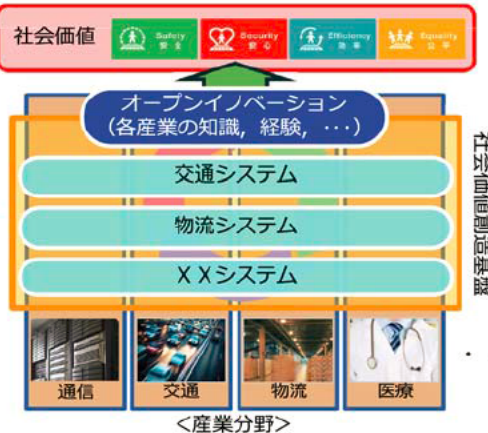 社会価値
Safety
安全
Security
安心
Efficiency
効率
Equality
公平
オープンイノベーション
(各産業の知識，経験，･･･)
交通システム
物流システム
XXシステム
社会価値創造基盤
通信
交通
物流
医療
<産業分野>